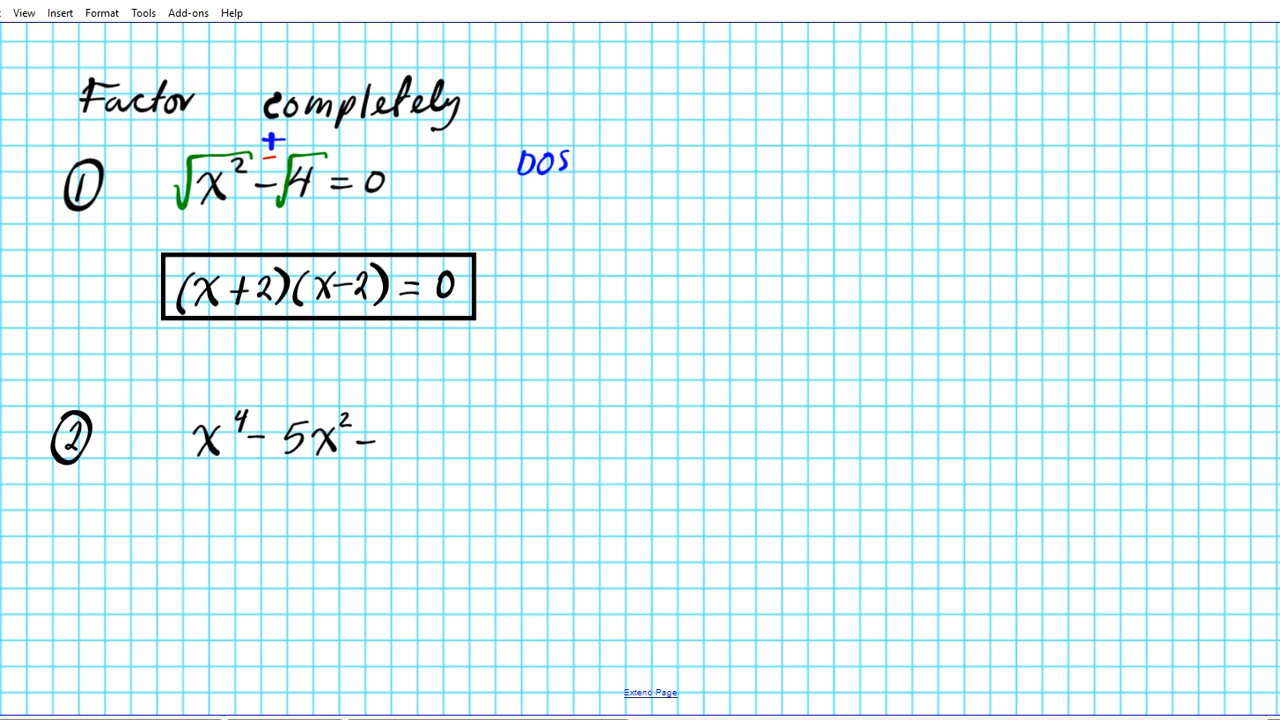 View Insert Format Tools Add-ons Help
Factor completely
+
① √x² - √4 = 0 DOS
(x+2)(x-2) = 0
② x⁴ - 5x² -
Extend Page